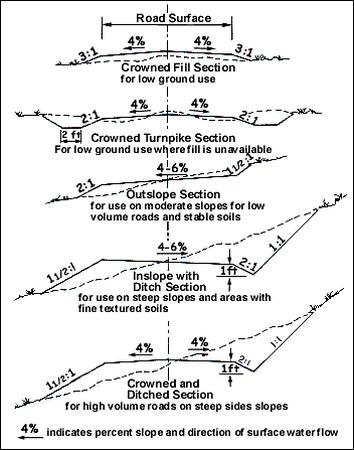 Road Surface
3:1 4% 4% 3:1
Crowned Fill Section
for low ground use
2:1 4% 4% 2:1
2 ft
Crowned Turnpike Section
For low ground use where fill is unavailable
2:1 4-6% 1 1/2:1
Outslope Section
for use on moderate slopes for low
volume roads and stable soils
1 1/2:1 4-6% 2:1 1:1
1ft
Inslope with
Ditch Section
for use on steep slopes and areas with
fine textured soils
1 1/2:1 4% 4% 2:1 1:1
1ft
Crowned and
Ditched Section
for high volume roads on steep sides slopes
4% indicates percent slope and direction of surface water flow